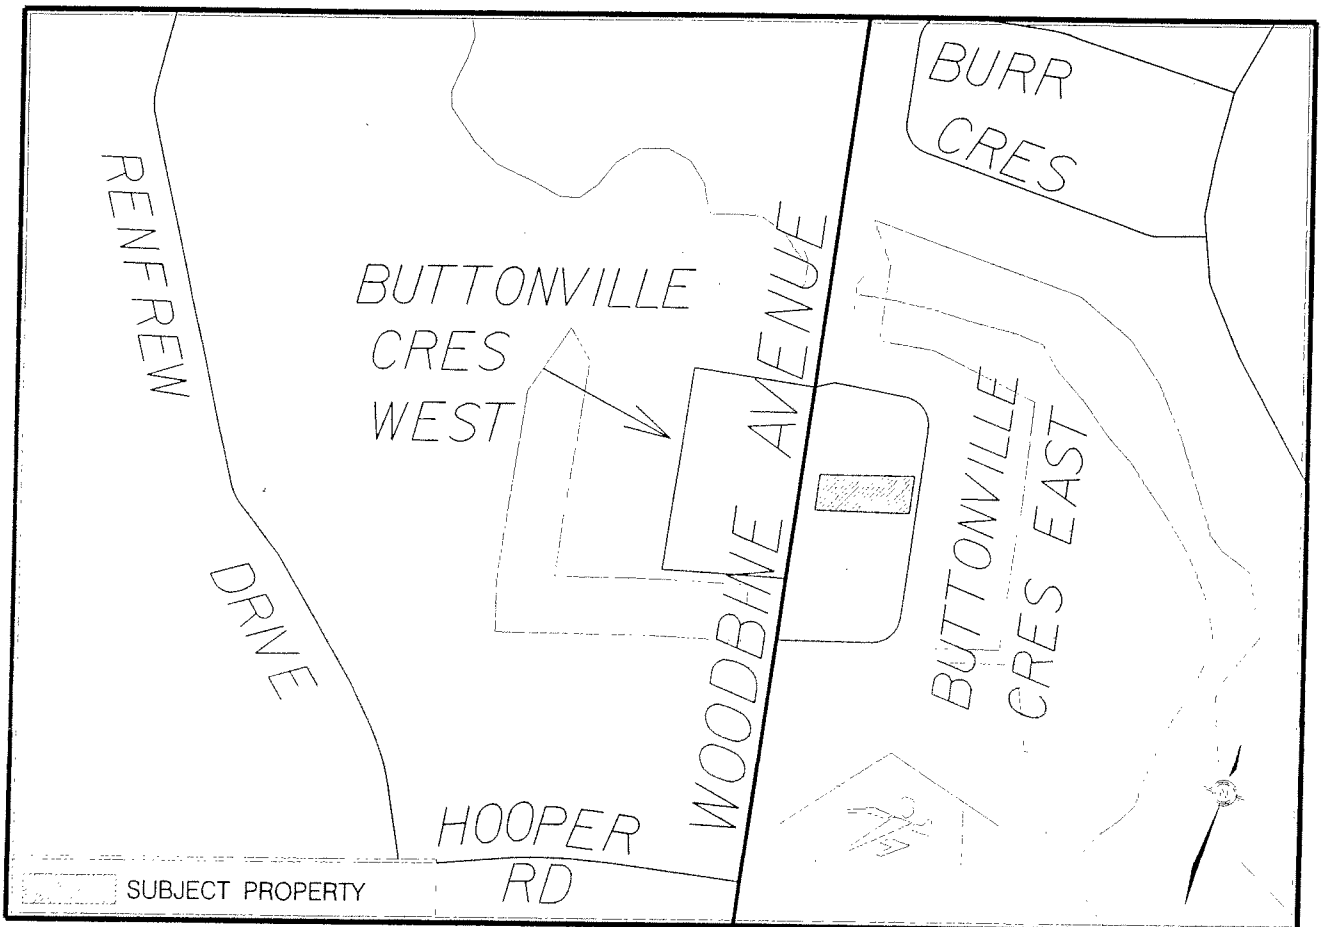 BURR
CRES
RENFREW
DRIVE
BUTTONVILLE
CRES
WEST
WOODBINE AVENUE
BUTTONVILLE
CRES EAST
HOOPER
RD
SUBJECT PROPERTY
N